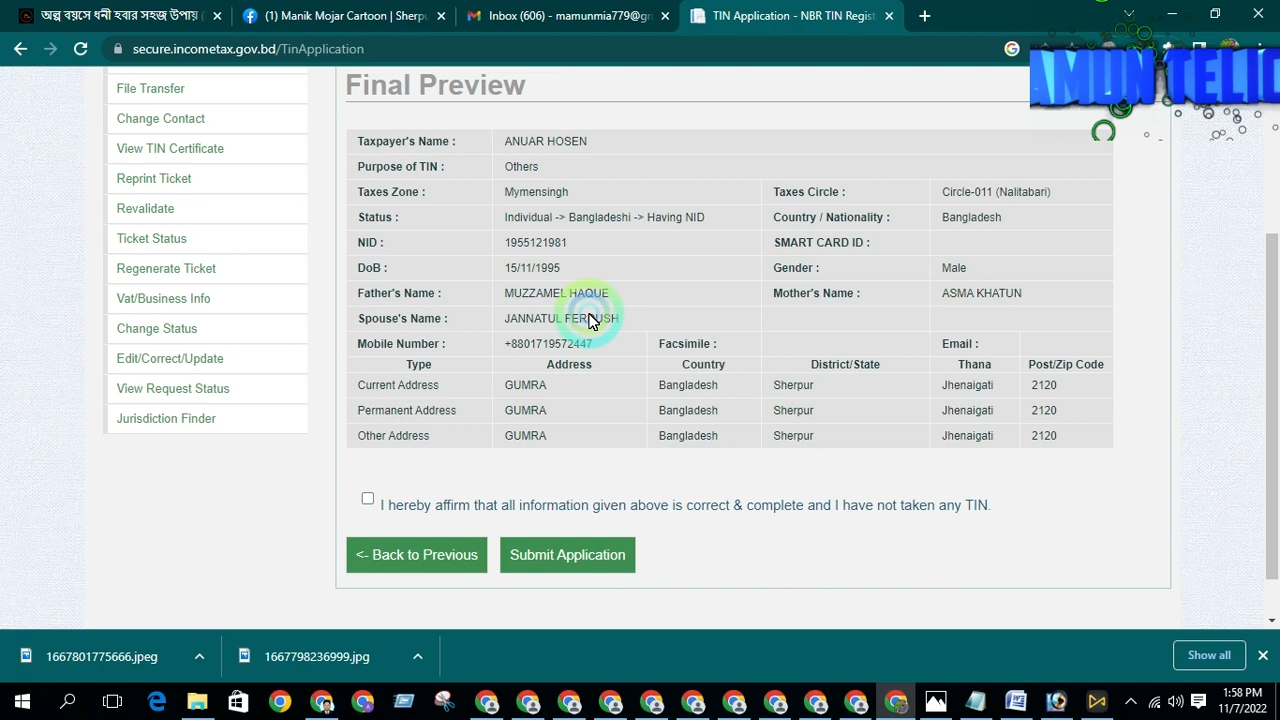 অল্প বয়সে ধনী হবার সহজ উপায় (
(1) Manik Mojar Cartoon | Sherpu
Inbox (606) - mamunmia779@gm
TIN Application - NBR TIN Regist
secure.incometax.gov.bd/TinApplication
AMUN TELIC
File Transfer
Change Contact
View TIN Certificate
Reprint Ticket
Revalidate
Ticket Status
Regenerate Ticket
Vat/Business Info
Change Status
Edit/Correct/Update
View Request Status
Jurisdiction Finder
Final Preview
Taxpayer's Name : ANUAR HOSEN
Purpose of TIN : Others
Taxes Zone : Mymensingh Taxes Circle : Circle-011 (Nalitabari)
Status : Individual -> Bangladeshi -> Having NID Country / Nationality : Bangladesh
NID : 1955121981 SMART CARD ID :
DoB : 15/11/1995 Gender : Male
Father's Name : MUZZAMEL HAQUE Mother's Name : ASMA KHATUN
Spouse's Name : JANNATUL
Mobile Number : +8801719572447 Facsimile : Email :
Type Address Country District/State Thana Post/Zip Code
Current Address GUMRA Bangladesh Sherpur Jhenaigati 2120
Permanent Address GUMRA Bangladesh Sherpur Jhenaigati 2120
Other Address GUMRA Bangladesh Sherpur Jhenaigati 2120
I hereby affirm that all information given above is correct & complete and I have not taken any TIN.
<- Back to Previous Submit Application
1667801775666.jpeg 1667798236999.jpg Show all
1:58 PM
11/7/2022